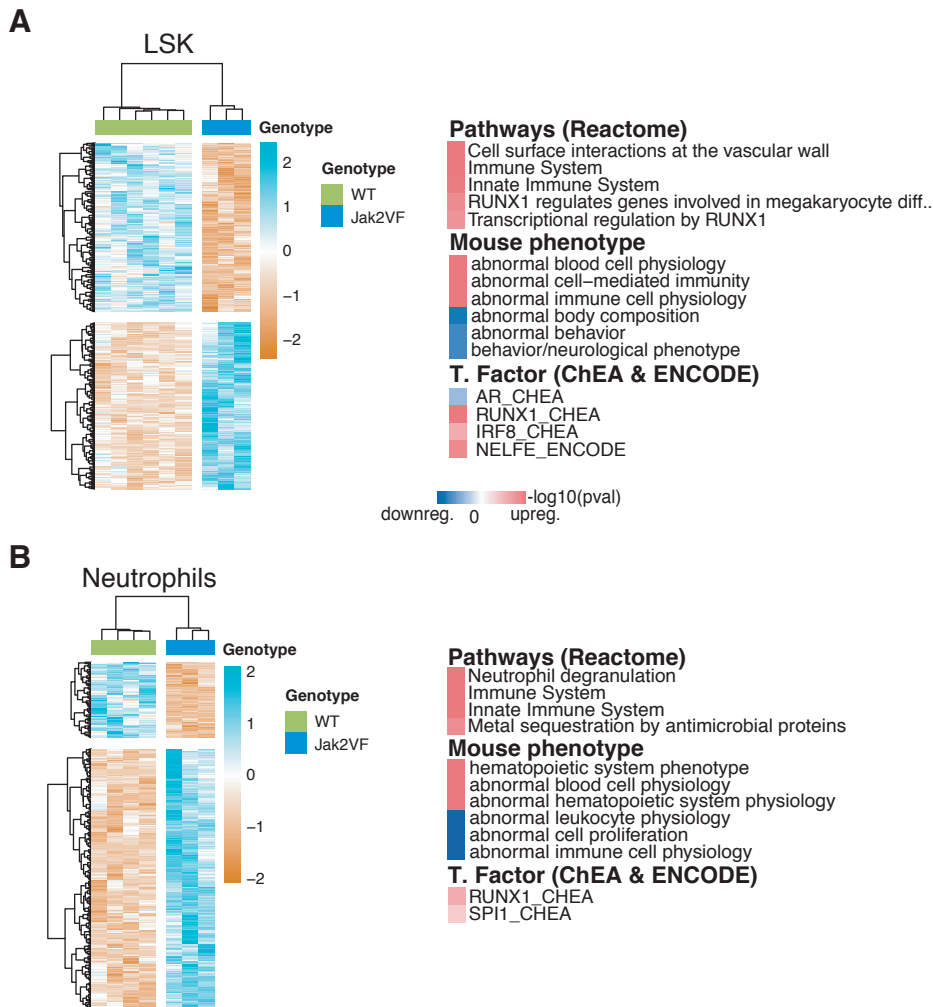 A
LSK
Genotype
2
1
0
−1
−2
Genotype
WT
Jak2VF
Pathways (Reactome)
Cell surface interactions at the vascular wall
Immune System
Innate Immune System
RUNX1 regulates genes involved in megakaryocyte diff..
Transcriptional regulation by RUNX1
Mouse phenotype
abnormal blood cell physiology
abnormal cell−mediated immunity
abnormal immune cell physiology
abnormal body composition
abnormal behavior
behavior/neurological phenotype
T. Factor (ChEA & ENCODE)
AR_CHEA
RUNX1_CHEA
IRF8_CHEA
NELFE_ENCODE
-log10(pval)
downreg. 0 upreg.
B
Neutrophils
Genotype
2
1
0
−1
−2
Genotype
WT
Jak2VF
Pathways (Reactome)
Neutrophil degranulation
Immune System
Innate Immune System
Metal sequestration by antimicrobial proteins
Mouse phenotype
hematopoietic system phenotype
abnormal blood cell physiology
abnormal hematopoietic system physiology
abnormal leukocyte physiology
abnormal cell proliferation
abnormal immune cell physiology
T. Factor (ChEA & ENCODE)
RUNX1_CHEA
SPI1_CHEA